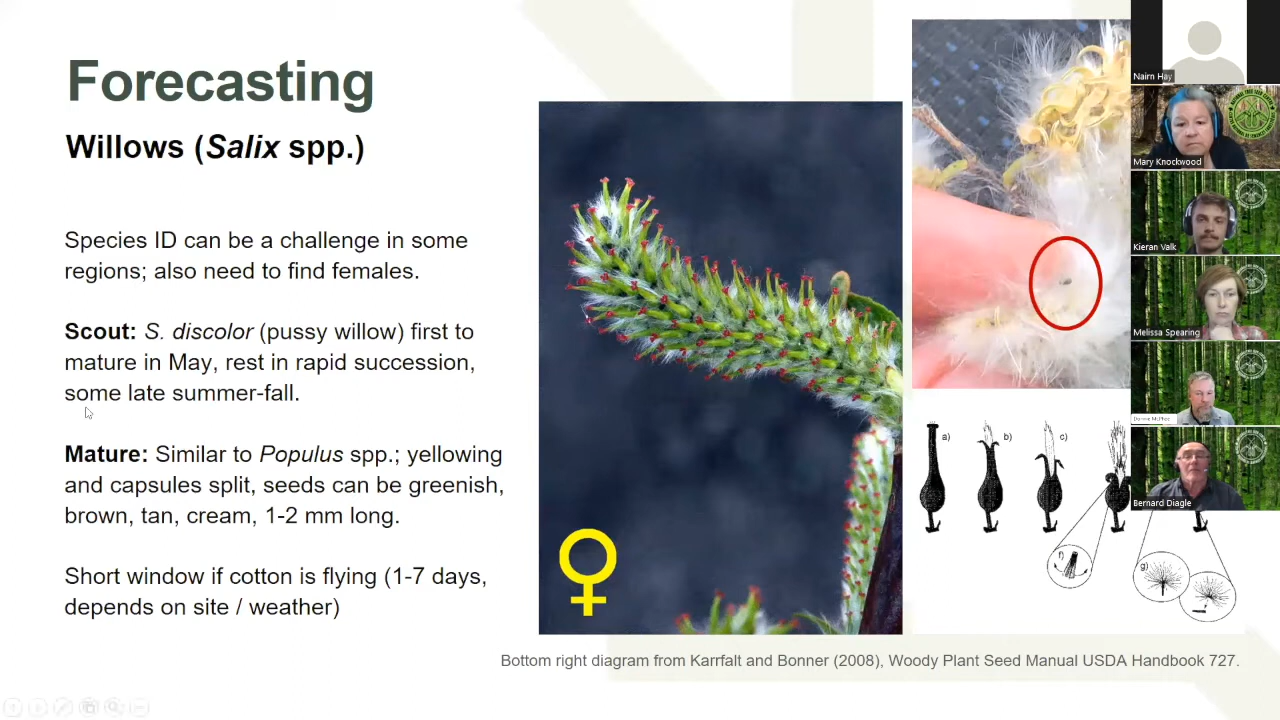 Forecasting
Willows (Salix spp.)
Species ID can be a challenge in some
regions; also need to find females.
Scout: S. discolor (pussy willow) first to
mature in May, rest in rapid succession,
some late summer-fall.
Mature: Similar to Populus spp.; yellowing
and capsules split, seeds can be greenish,
brown, tan, cream, 1-2 mm long.
Short window if cotton is flying (1-7 days,
depends on site / weather)
a)
b)
c)
f)
g)
Bottom right diagram from Karrfalt and Bonner (2008), Woody Plant Seed Manual USDA Handbook 727.
Nairn Hay
Mary Knockwood
Kieran Valk
Melissa Spearing
Donnie McPhee
Bernard Diagle